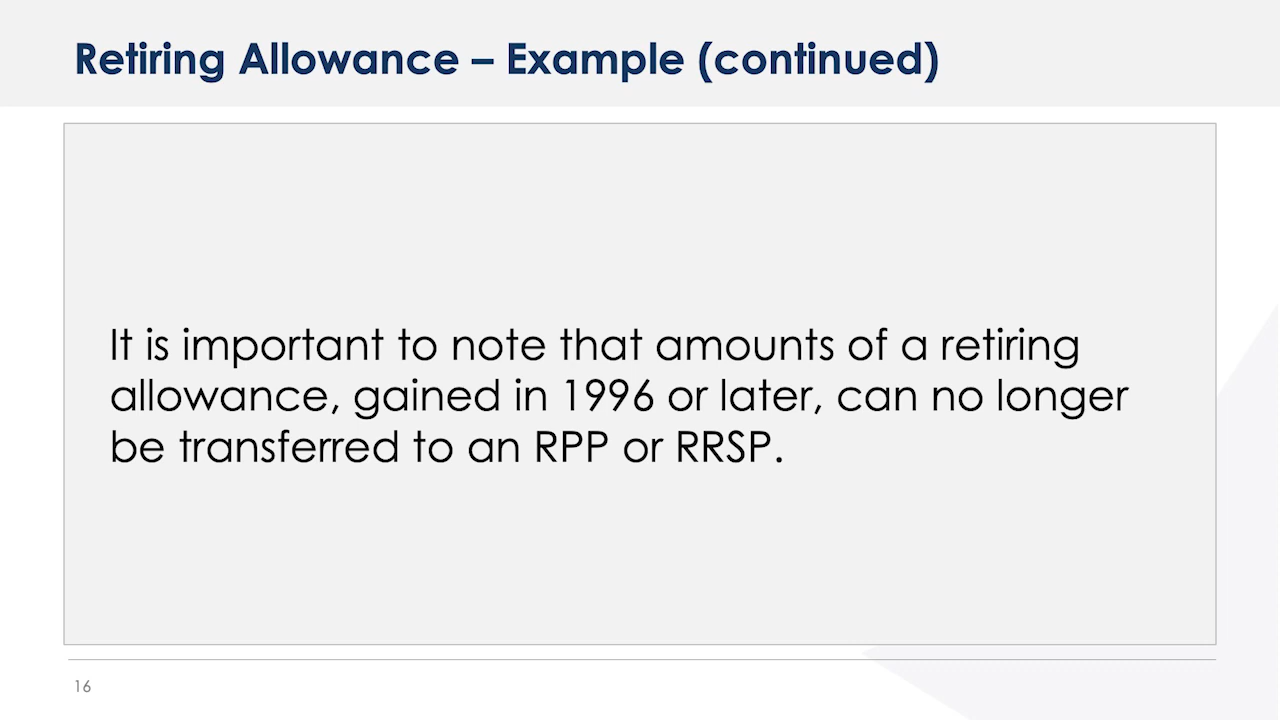 Retiring Allowance – Example (continued)
It is important to note that amounts of a retiring
allowance, gained in 1996 or later, can no longer
be transferred to an RPP or RRSP.
16